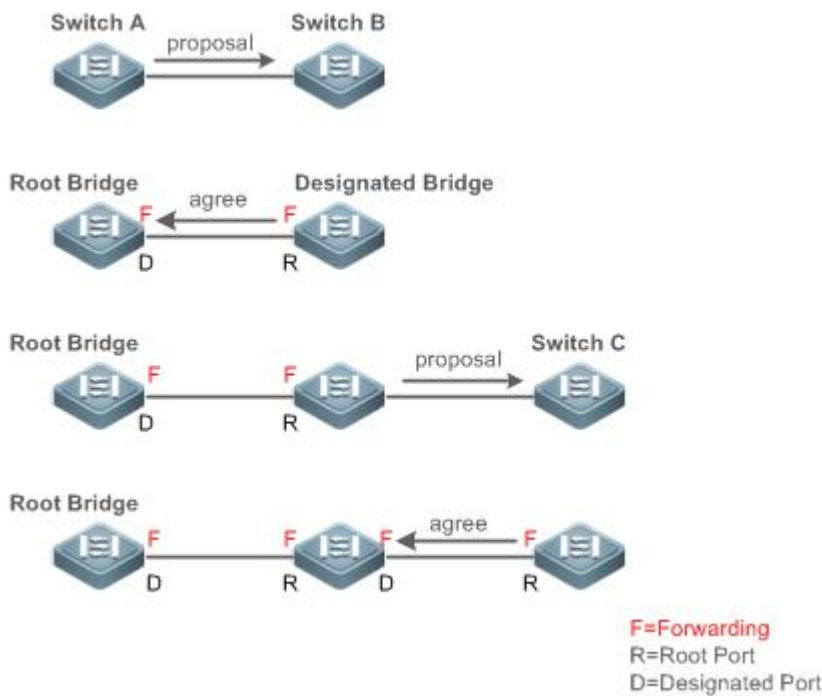 Switch A
Switch B
proposal
Root Bridge
Designated Bridge
agree
F
F
D
R
Root Bridge
Switch C
proposal
F
F
D
R
Root Bridge
agree
F
F
F
F
D
R
D
R
F=Forwarding
R=Root Port
D=Designated Port